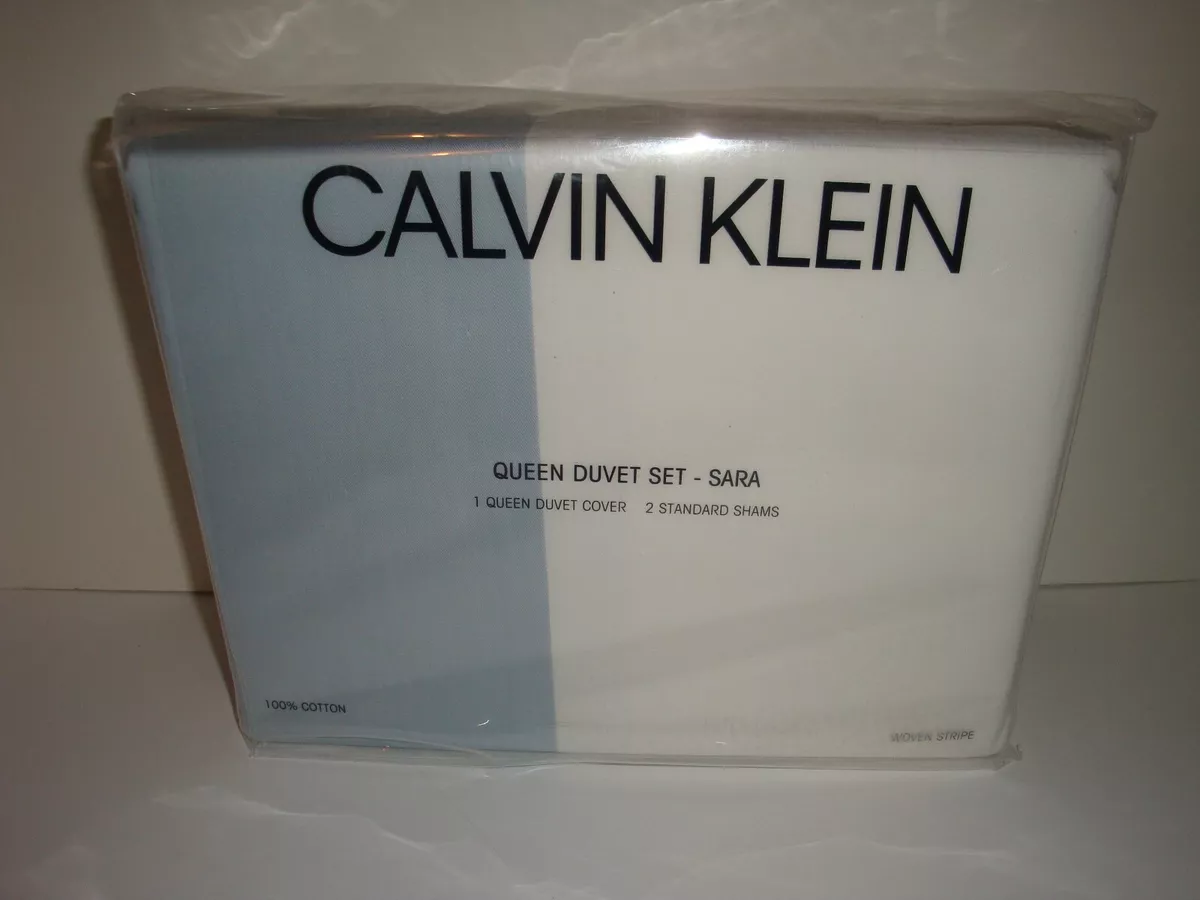 CALVIN KLEIN
QUEEN DUVET SET - SARA
1 QUEEN DUVET COVER 2 STANDARD SHAMS
100% COTTON
WOVEN STRIPE